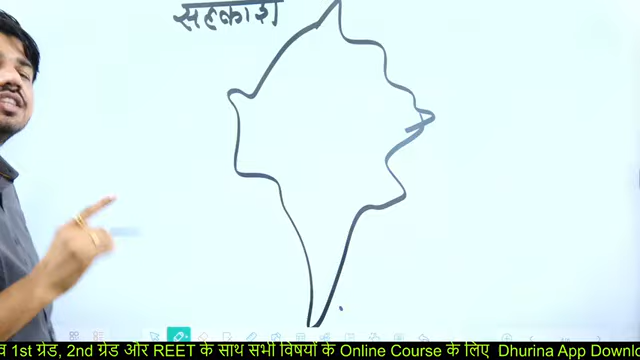 सहकारी
व 1st ग्रेड, 2nd ग्रेड और REET के साथ सभी विषयों के Online Course के लिए Dhurina App Downl